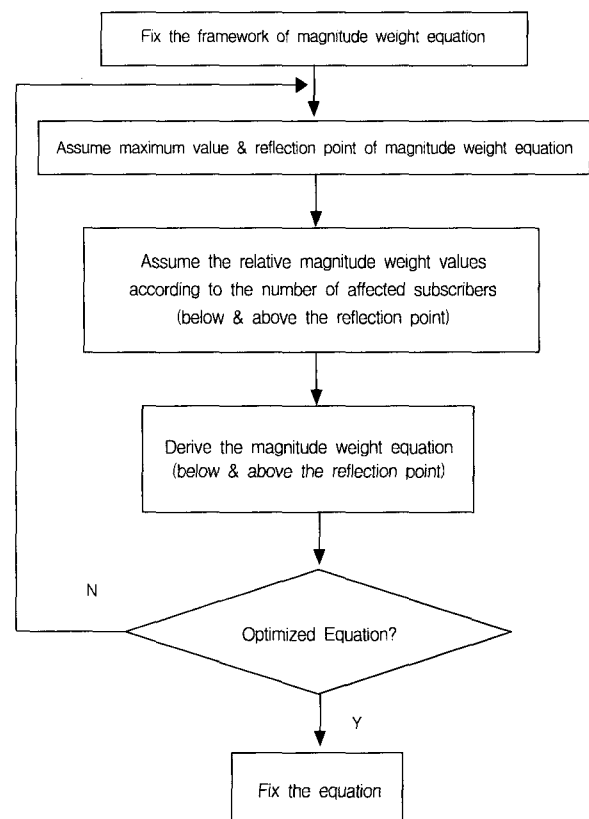 Fix the framework of magnitude weight equation
Assume maximum value & reflection point of magnitude weight equation
Assume the relative magnitude weight values
according to the number of affected subscribers
(below & above the reflection point)
Derive the magnitude weight equation
(below & above the reflection point)
N
Optimized Equation?
Y
Fix the equation